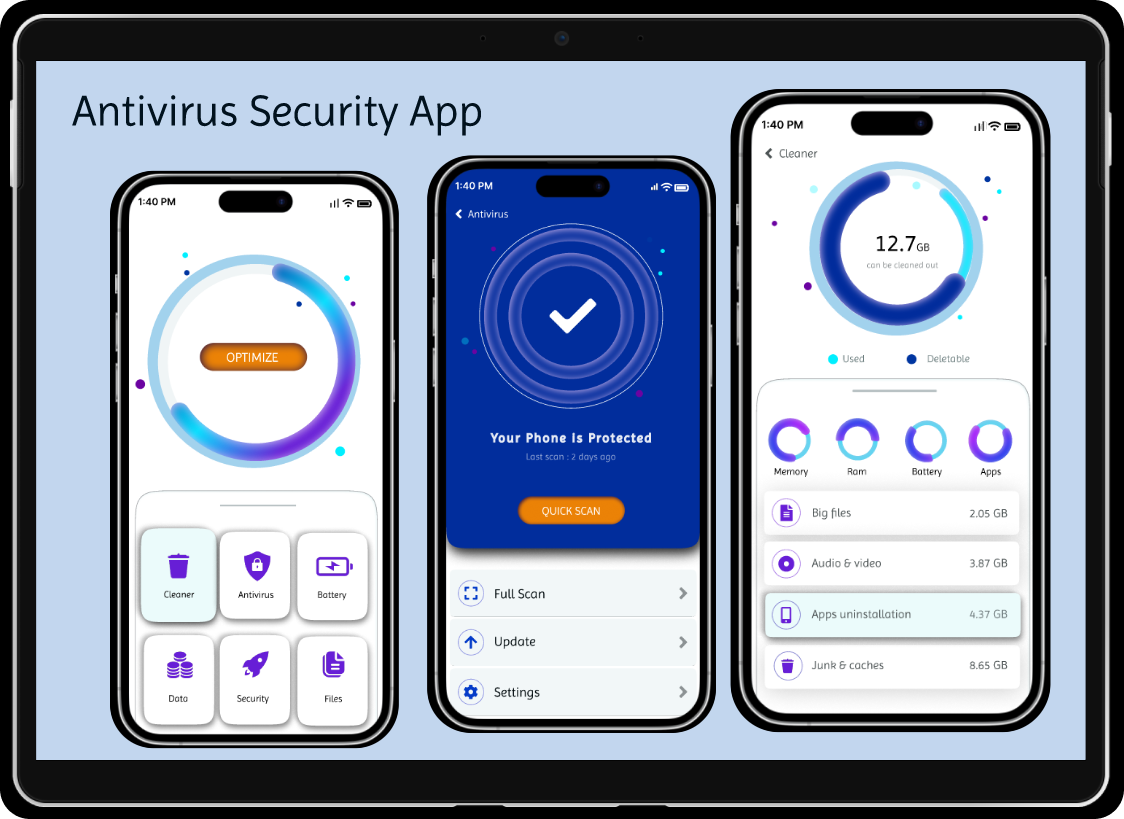 Antivirus Security App
1:40 PM
OPTIMIZE
Cleaner
Antivirus
Battery
Data
Security
Files
1:40 PM
Antivirus
Your Phone Is Protected
Last scan : 2 days ago
QUICK SCAN
Full Scan
Update
Settings
1:40 PM
Cleaner
12.7GB
can be cleaned out
Used Deletable
Memory Ram Battery Apps
Big files 2.05 GB
Audio & video 3.87 GB
Apps uninstallation 4.37 GB
Junk & caches 8.65 GB